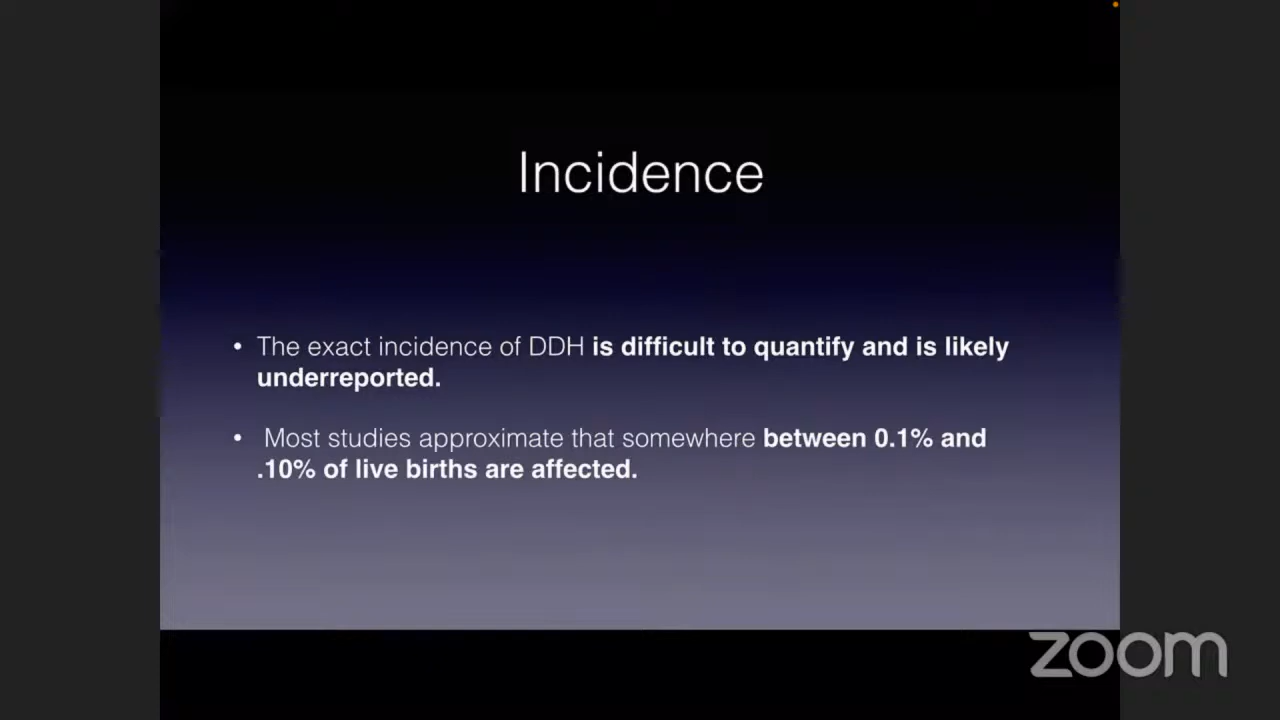 Incidence
• The exact incidence of DDH is difficult to quantify and is likely
underreported.
• Most studies approximate that somewhere between 0.1% and
.10% of live births are affected.
zoom